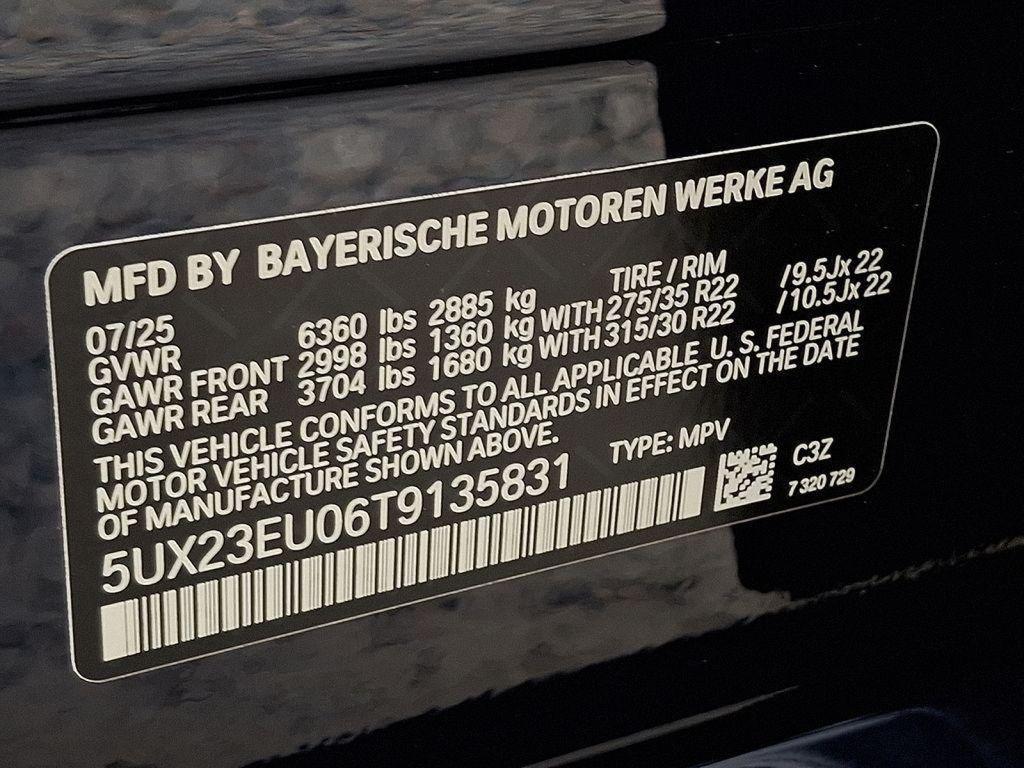 MFD BY BAYERISCHE MOTOREN WERKE AG
07/25 TIRE / RIM
GVWR 6360 lbs 2885 kg
GAWR FRONT 2998 lbs 1360 kg WITH 275/35 R22 /9.5Jx 22
GAWR REAR 3704 lbs 1680 kg WITH 315/30 R22 /10.5Jx 22
THIS VEHICLE CONFORMS TO ALL APPLICABLE U. S. FEDERAL
MOTOR VEHICLE SAFETY STANDARDS IN EFFECT ON THE DATE
OF MANUFACTURE SHOWN ABOVE.
TYPE: MPV
5UX23EU06T9135831
C3Z
7 320 729